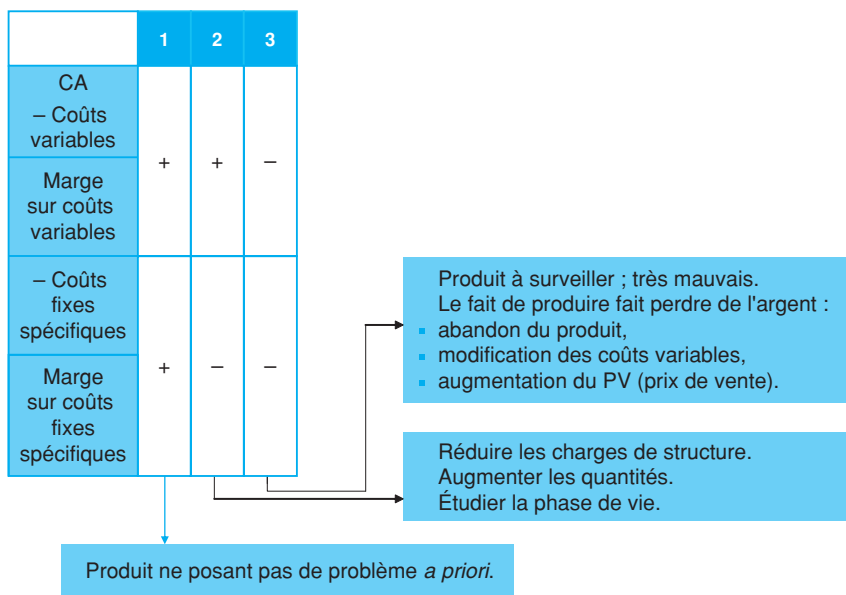 1 2 3
CA
– Coûts
variables
+ + –
Marge
sur coûts
variables
– Coûts
fixes
spécifiques
+ – –
Marge
sur coûts
fixes
spécifiques
Produit à surveiller ; très mauvais.
Le fait de produire fait perdre de l'argent :
▪ abandon du produit,
▪ modification des coûts variables,
▪ augmentation du PV (prix de vente).
Réduire les charges de structure.
Augmenter les quantités.
Étudier la phase de vie.
Produit ne posant pas de problème a priori.